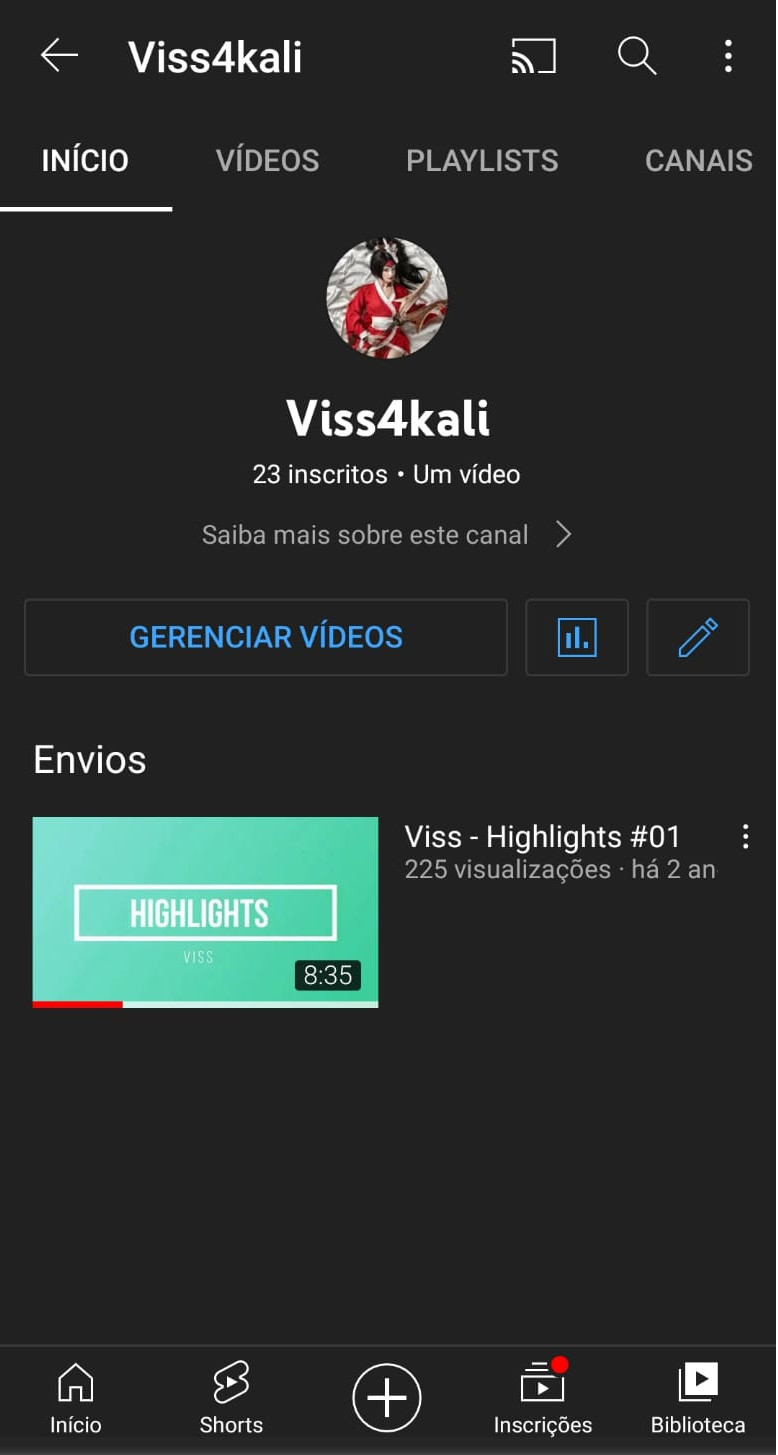 Viss4kali
INÍCIO VÍDEOS PLAYLISTS CANAIS
Viss4kali
23 inscritos • Um vídeo
Saiba mais sobre este canal
GERENCIAR VÍDEOS
Envios
HIGHLIGHTS
VISS
8:35
Viss - Highlights #01
225 visualizações · há 2 an
Início Shorts Inscrições Biblioteca